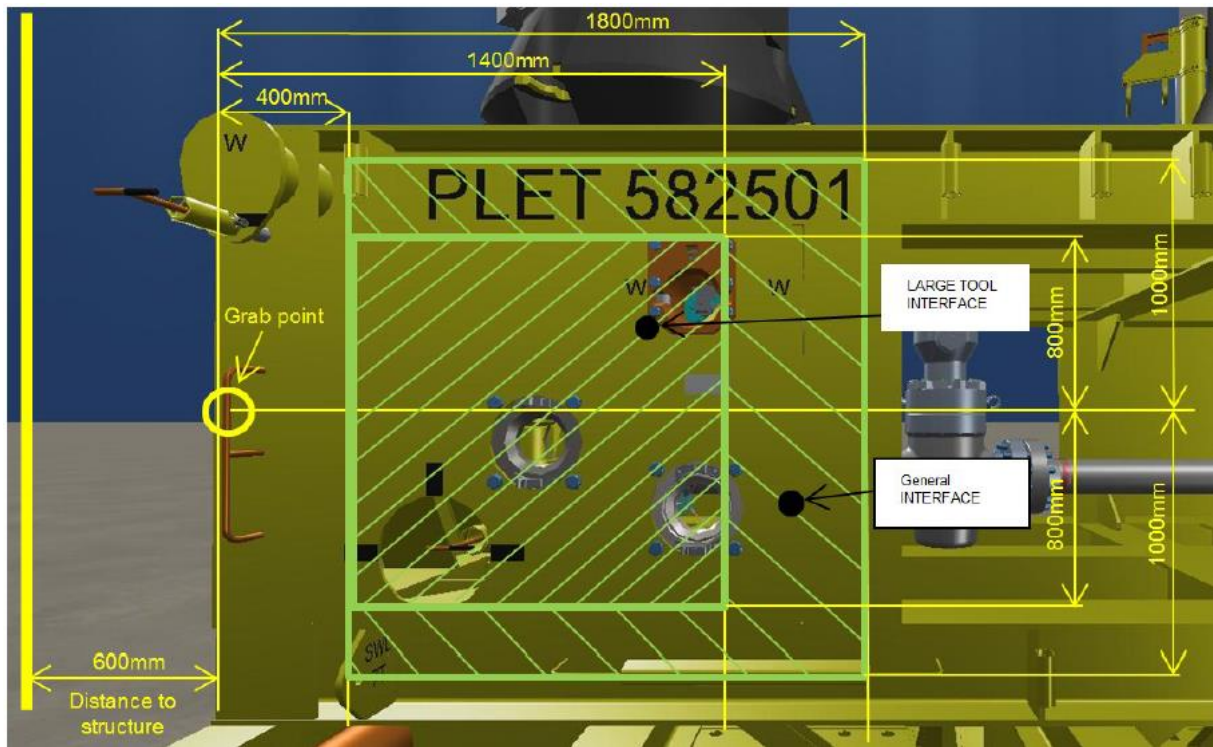 1800mm
1400mm
400mm
W
PLET 582501
W
W
LARGE TOOL
INTERFACE
1000mm
800mm
Grab point
General
INTERFACE
800mm
1000mm
SWL
600mm
Distance to
structure